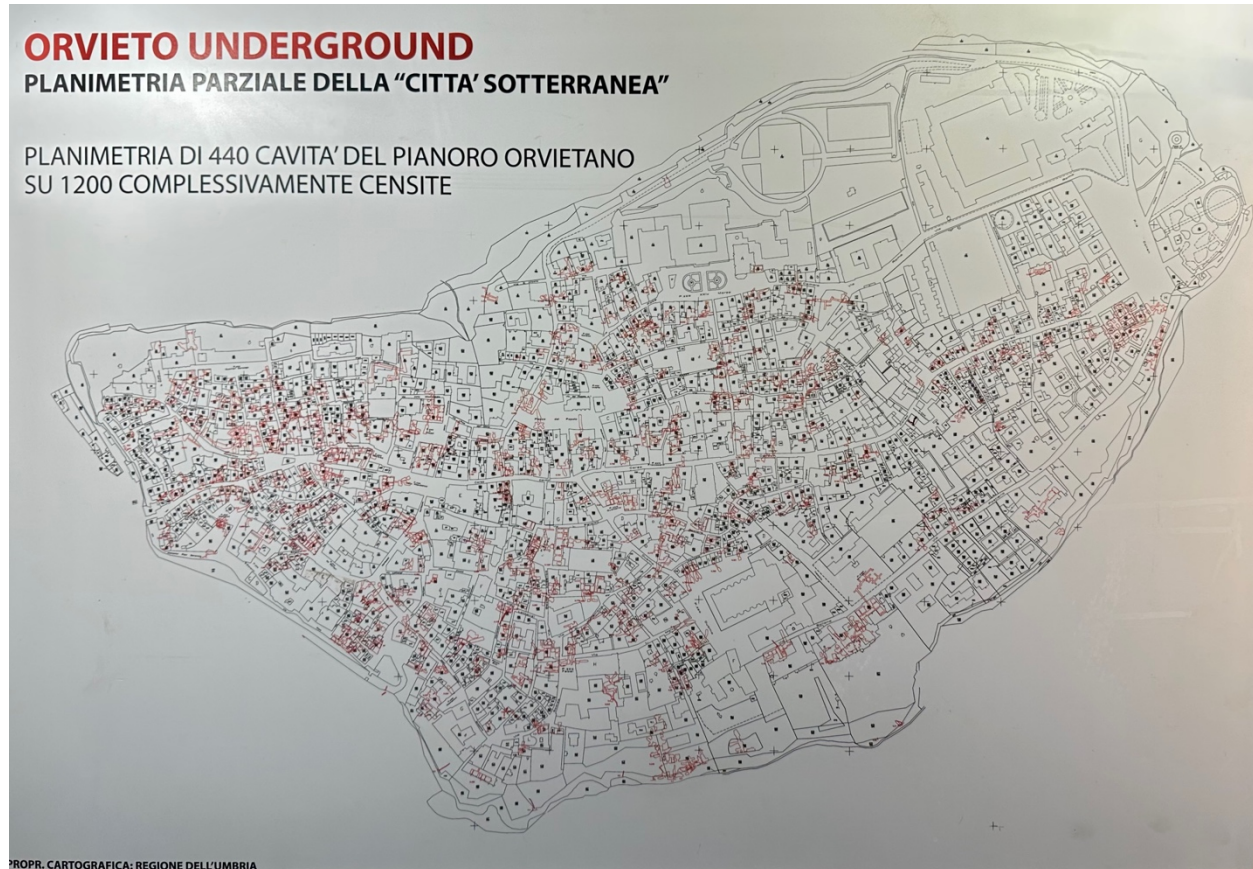 ORVIETO UNDERGROUND
PLANIMETRIA PARZIALE DELLA “CITTA’ SOTTERRANEA”
PLANIMETRIA DI 440 CAVITA’ DEL PIANORO ORVIETANO
SU 1200 COMPLESSIVAMENTE CENSITE
PROPR. CARTOGRAFICA: REGIONE DELL’UMBRIA